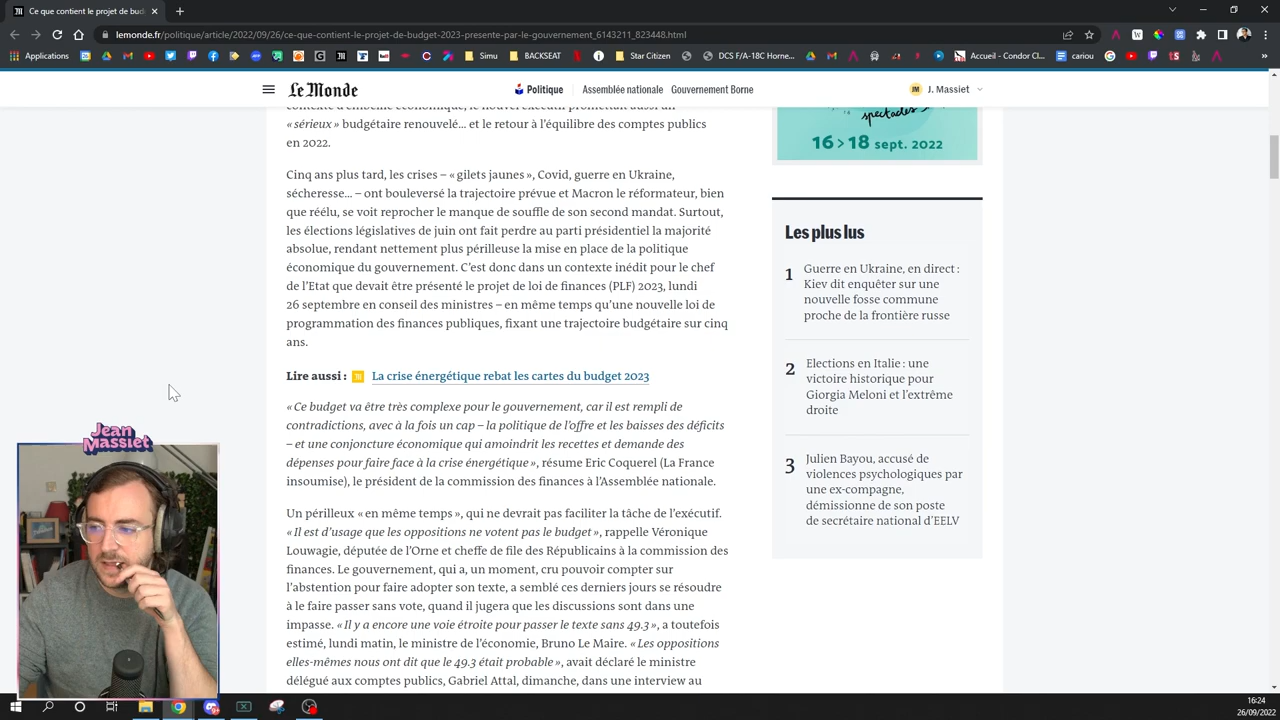 Ce que contient le projet de bud
lemonde.fr/politique/article/2022/09/26/ce-que-contient-le-projet-de-budget-2023-presente-par-le-gouvernement_6143211_823448.html
Applications
Simu
BACKSEAT
Star Citizen
DCS F/A-18C Horne...
Accueil - Condor Cl...
cariou
Le Monde
Politique
Assemblée nationale
Gouvernement Borne
JM
J. Massiet
« sérieux » budgétaire renouvelé… et le retour à l'équilibre des comptes publics
en 2022.
Cinq ans plus tard, les crises – « gilets jaunes », Covid, guerre en Ukraine,
sécheresse… – ont bouleversé la trajectoire prévue et Macron le réformateur, bien
que réélu, se voit reprocher le manque de souffle de son second mandat. Surtout,
les élections législatives de juin ont fait perdre au parti présidentiel la majorité
absolue, rendant nettement plus périlleuse la mise en place de la politique
économique du gouvernement. C'est donc dans un contexte inédit pour le chef
de l'Etat que devait être présenté le projet de loi de finances (PLF) 2023, lundi
26 septembre en conseil des ministres – en même temps qu'une nouvelle loi de
programmation des finances publiques, fixant une trajectoire budgétaire sur cinq
ans.
Lire aussi : La crise énergétique rebat les cartes du budget 2023
« Ce budget va être très complexe pour le gouvernement, car il est rempli de
contradictions, avec à la fois un cap – la politique de l'offre et les baisses des déficits
– et une conjoncture économique qui amoindrit les recettes et demande des
dépenses pour faire face à la crise énergétique », résume Eric Coquerel (La France
insoumise), le président de la commission des finances à l'Assemblée nationale.
Un périlleux « en même temps », qui ne devrait pas faciliter la tâche de l'exécutif.
« Il est d'usage que les oppositions ne votent pas le budget », rappelle Véronique
Louwagie, députée de l'Orne et cheffe de file des Républicains à la commission des
finances. Le gouvernement, qui a, un moment, cru pouvoir compter sur
l'abstention pour faire adopter son texte, a semblé ces derniers jours se résoudre
à le faire passer sans vote, quand il jugera que les discussions sont dans une
impasse. « Il y a encore une voie étroite pour passer le texte sans 49.3 », a toutefois
estimé, lundi matin, le ministre de l'économie, Bruno Le Maire. « Les oppositions
elles-mêmes nous ont dit que le 49.3 était probable », avait déclaré le ministre
délégué aux comptes publics, Gabriel Attal, dimanche, dans une interview au
spectacles
16 > 18 sept. 2022
Les plus lus
1 Guerre en Ukraine, en direct :
Kiev dit enquêter sur une
nouvelle fosse commune
proche de la frontière russe
2 Elections en Italie : une
victoire historique pour
Giorgia Meloni et l'extrême
droite
3 Julien Bayou, accusé de
violences psychologiques par
une ex-compagne,
démissionne de son poste
de secrétaire national d'EELV
Jean
Massiet
16:24
26/09/2022